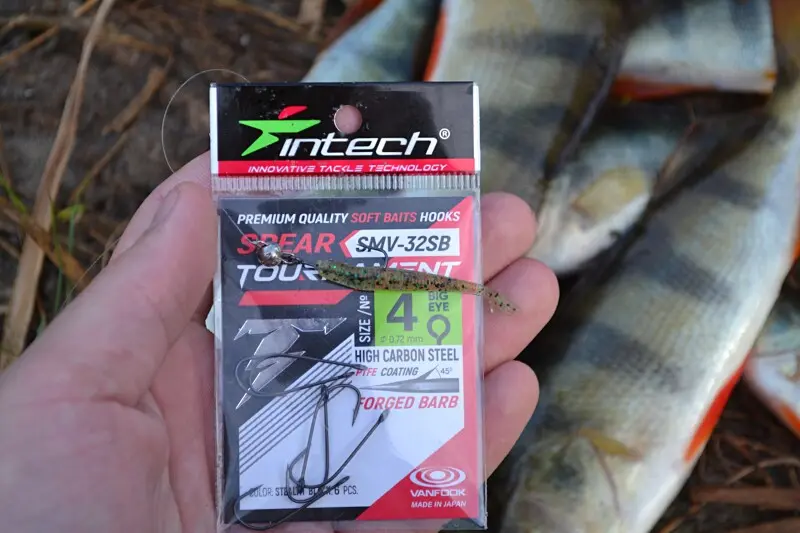 Fintech®
INNOVATIVE TACKLE TECHNOLOGY
PREMIUM QUALITY SOFT BAITS HOOKS
SPEAR SMV-32SB
TOURNAMENT
SIZE/№ 4 BIG EYE
Ø 0,72 mm
HIGH CARBON STEEL
PTFE COATING 45°
FORGED BARB
COLOR: STEALTH BLACK 6 PCS.
VANFOOK
MADE IN JAPAN